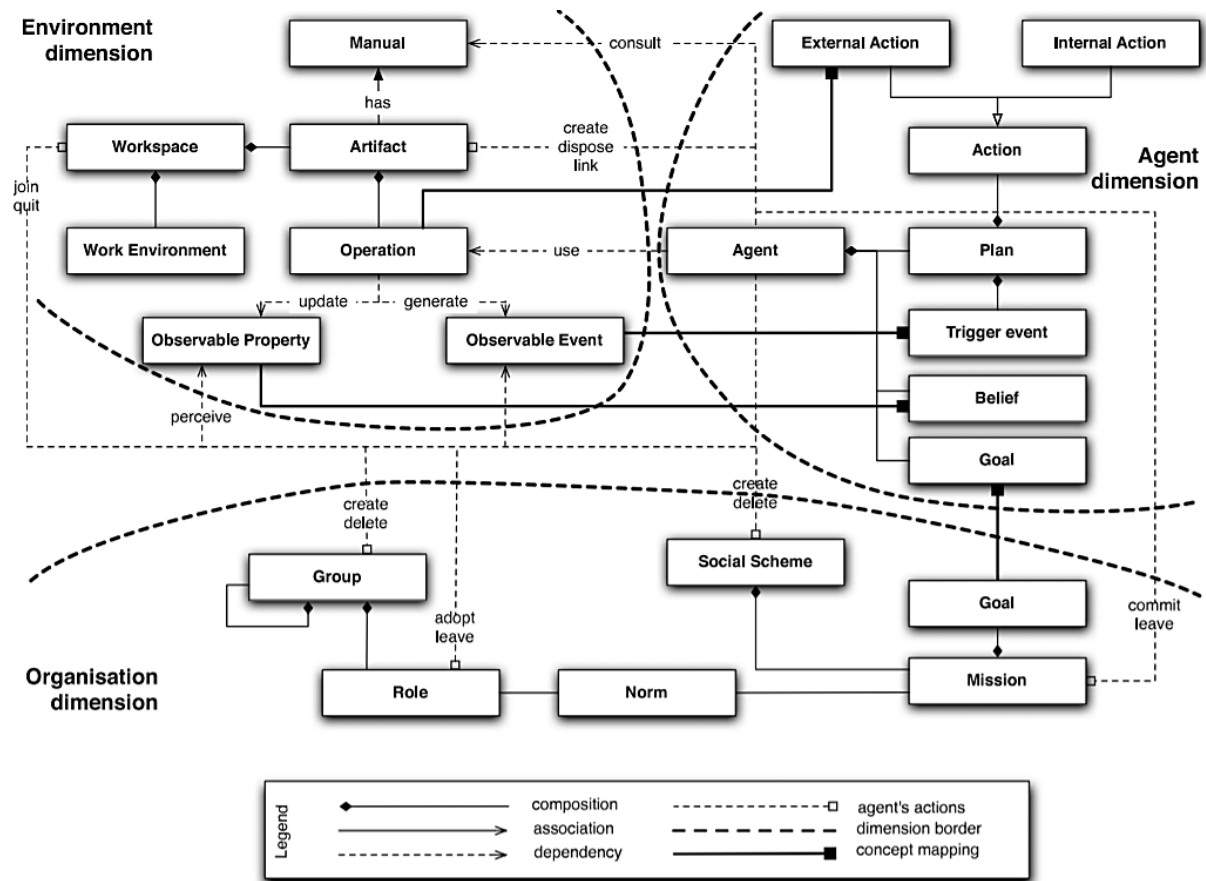 Environment
dimension
Manual
consult
External Action
Internal Action
has
Workspace
Artifact
create
dispose
link
Action
Agent
dimension
join
quit
Work Environment
Operation
use
Agent
Plan
update
generate
Observable Property
Observable Event
Trigger event
perceive
Belief
Goal
create
delete
create
delete
Group
Social Scheme
adopt
leave
Goal
commit
leave
Organisation
dimension
Role
Norm
Mission
Legend
composition
agent's actions
association
dimension border
dependency
concept mapping